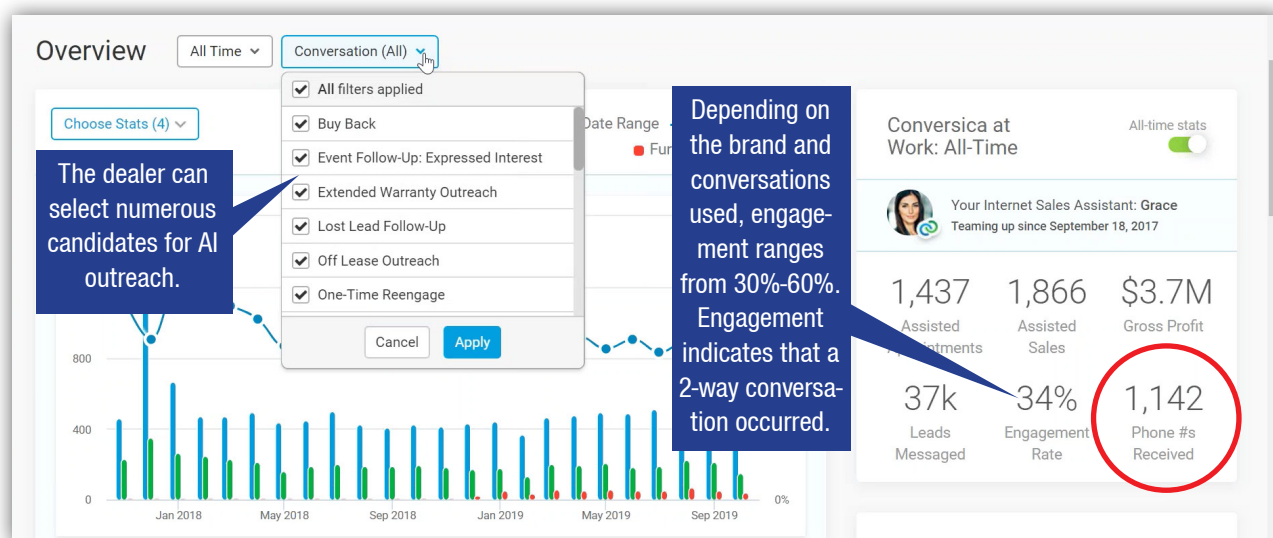 Overview
All Time
Conversation (All)
All filters applied
Buy Back
Event Follow-Up: Expressed Interest
Extended Warranty Outreach
Lost Lead Follow-Up
Off Lease Outreach
One-Time Reengage
Cancel
Apply
Choose Stats (4)
Date Range
The dealer can
select numerous
candidates for AI
outreach.
800
400
0
0%
Jan 2018
May 2018
Sep 2018
Jan 2019
May 2019
Sep 2019
Depending on
the brand and
conversations
used, engage-
ment ranges
from 30%-60%.
Engagement
indicates that a
2-way conversa-
tion occurred.
Conversica at
Work: All-Time
All-time stats
Your Internet Sales Assistant: Grace
Teaming up since September 18, 2017
1,437
Assisted
1,866
Assisted
Sales
$3.7M
Gross Profit
37k
Leads
Messaged
34%
Engagement
Rate
1,142
Phone #s
Received